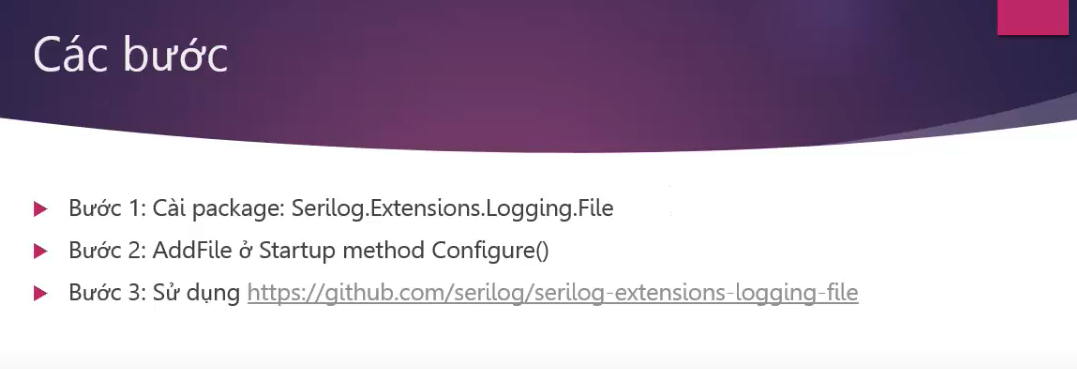 Các bước
Bước 1: Cài package: Serilog.Extensions.Logging.File
Bước 2: AddFile ở Startup method Configure()
Bước 3: Sử dụng https://github.com/serilog/serilog-extensions-logging-file